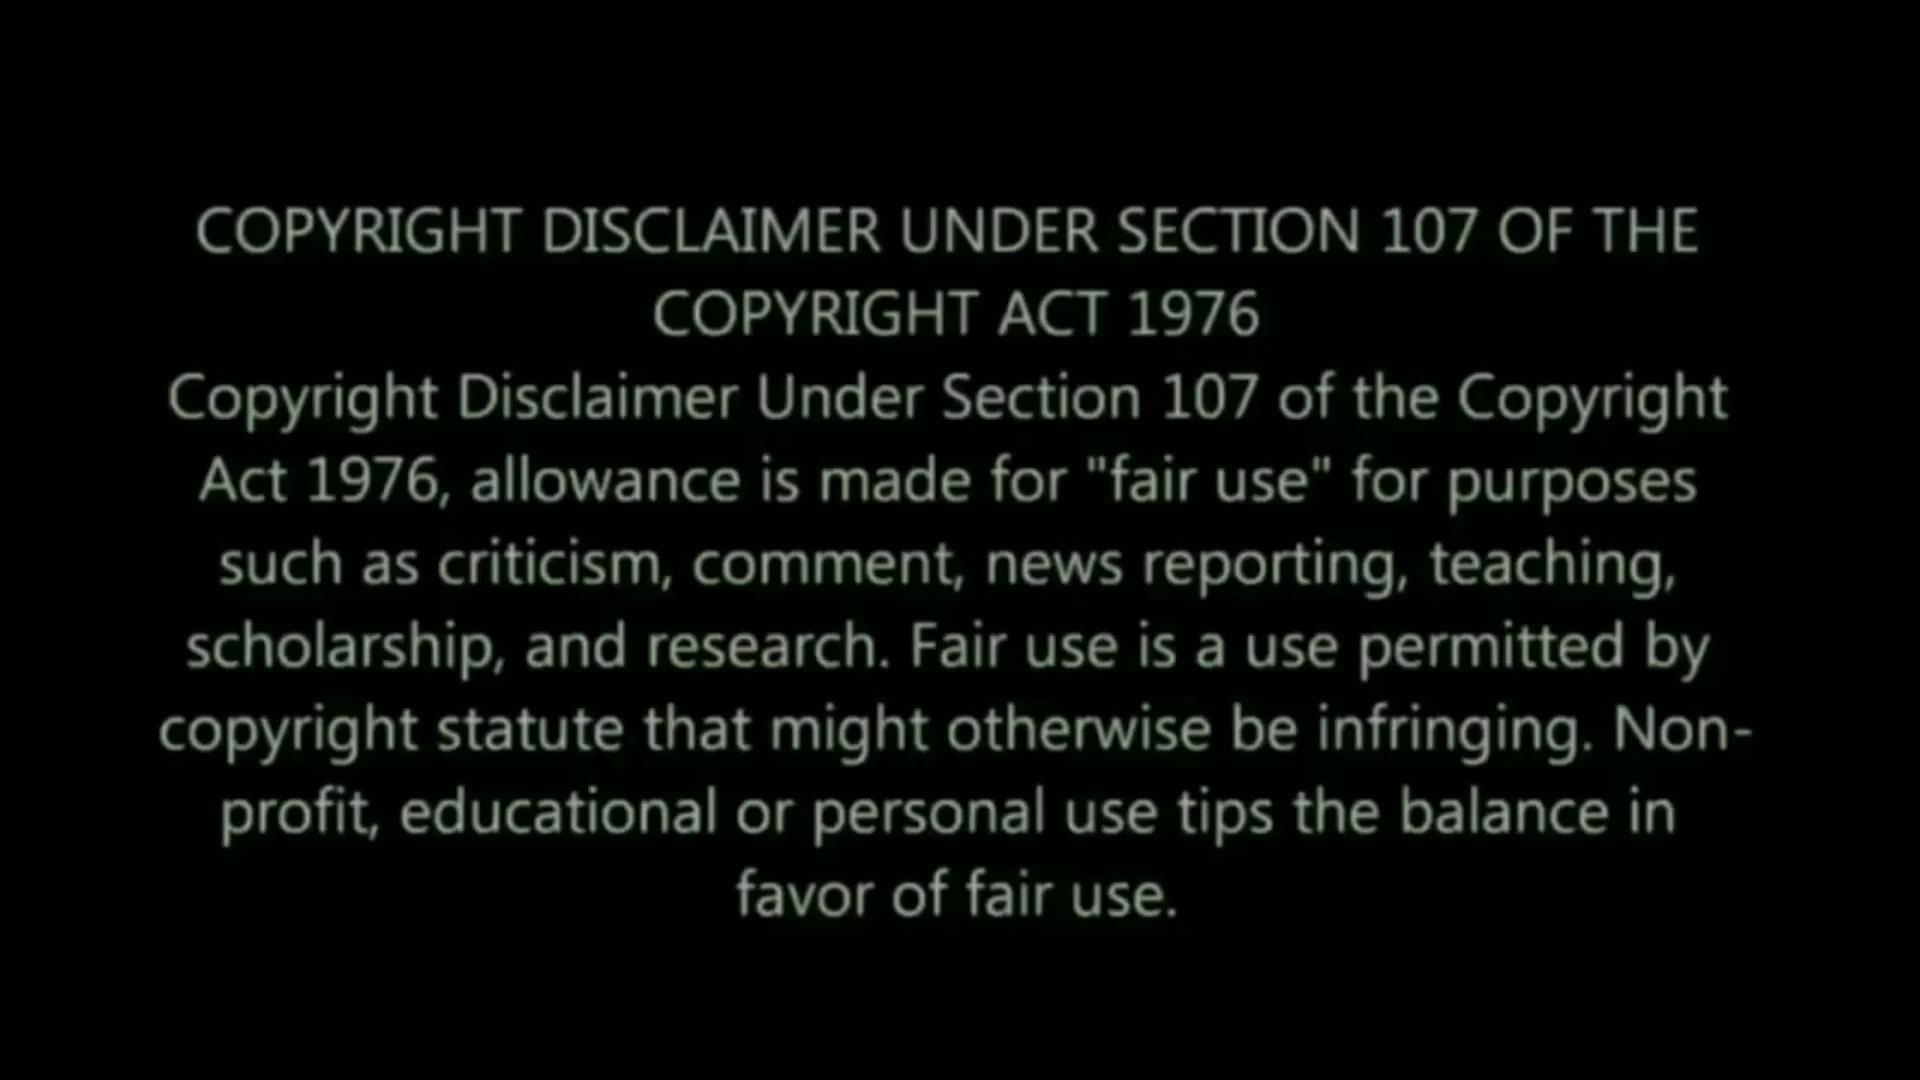 COPYRIGHT DISCLAIMER UNDER SECTION 107 OF THE
COPYRIGHT ACT 1976
Copyright Disclaimer Under Section 107 of the Copyright
Act 1976, allowance is made for "fair use" for purposes
such as criticism, comment, news reporting, teaching,
scholarship, and research. Fair use is a use permitted by
copyright statute that might otherwise be infringing. Non-
profit, educational or personal use tips the balance in
favor of fair use.